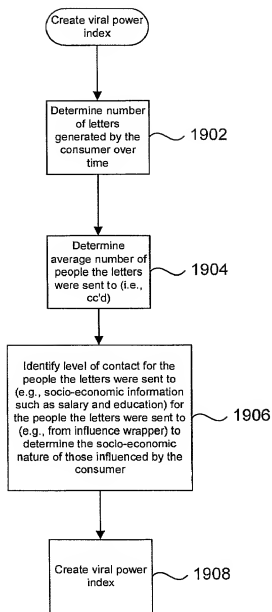 Create viral power
index
Determine number
of letters
generated by the
consumer over
time
1902
Determine
average number of
people the letters
were sent to (i.e.,
cc'd)
1904
Identify level of contact for the
people the letters were sent to
(e.g., socio-economic information
such as salary and education) for
the people the letters were sent to
(e.g., from influence wrapper) to
determine the socio-economic
nature of those influenced by the
consumer
1906
Create viral power
index
1908